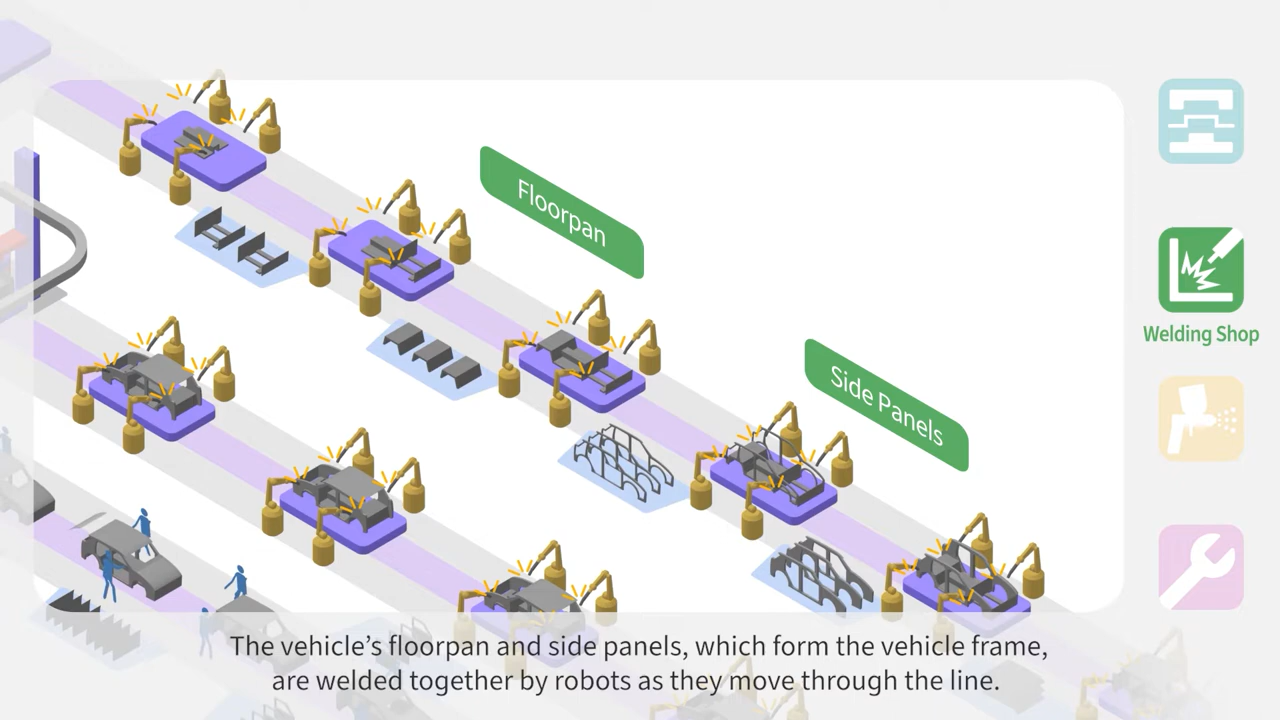 Floorpan
Side Panels
Welding Shop
The vehicle’s floorpan and side panels, which form the vehicle frame,
are welded together by robots as they move through the line.